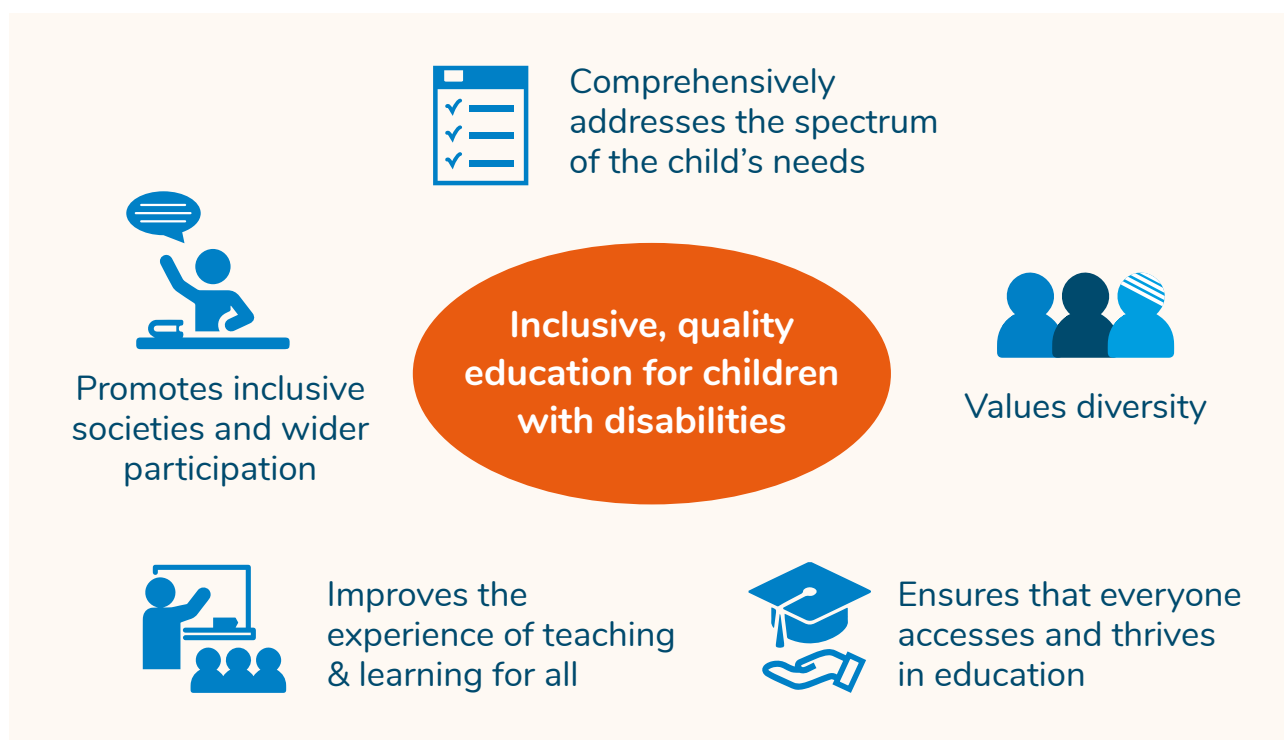 Comprehensively
addresses the spectrum
of the child’s needs
Promotes inclusive
societies and wider
participation
Inclusive, quality
education for children
with disabilities
Values diversity
Improves the
experience of teaching
& learning for all
Ensures that everyone
accesses and thrives
in education